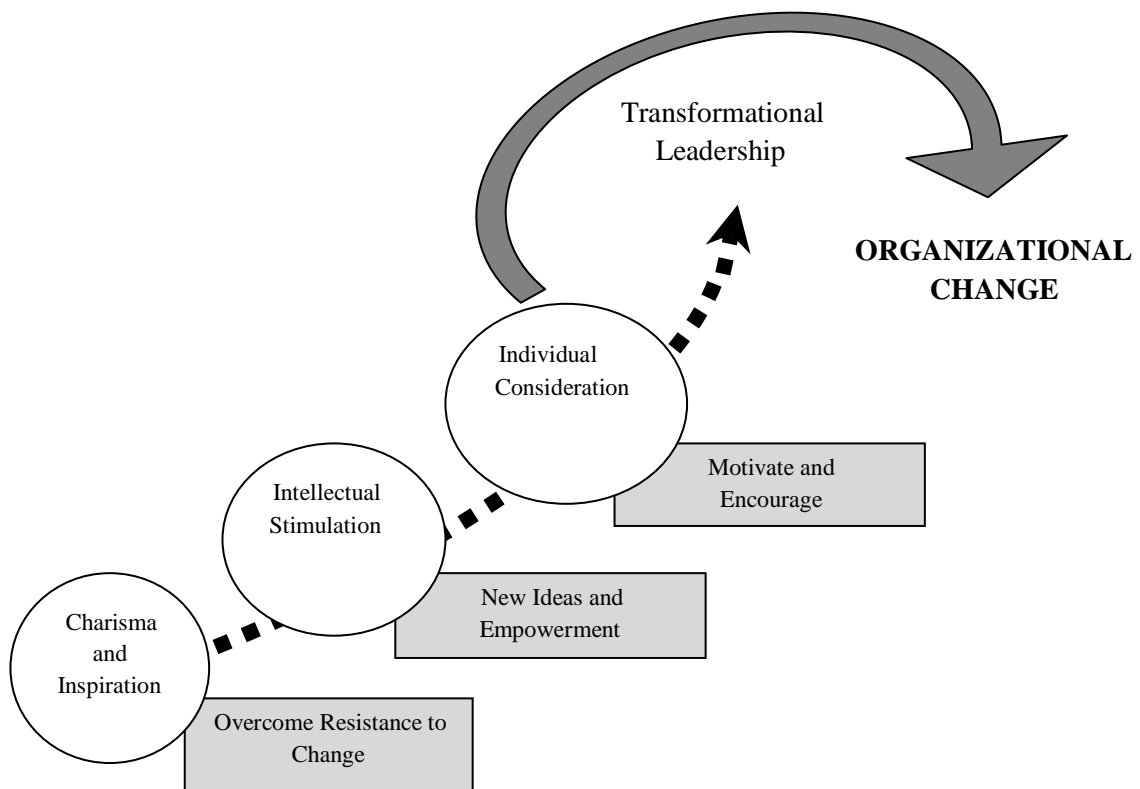 Transformational
Leadership
ORGANIZATIONAL
CHANGE
Individual
Consideration
Motivate and
Encourage
Intellectual
Stimulation
New Ideas and
Empowerment
Charisma
and
Inspiration
Overcome Resistance to
Change